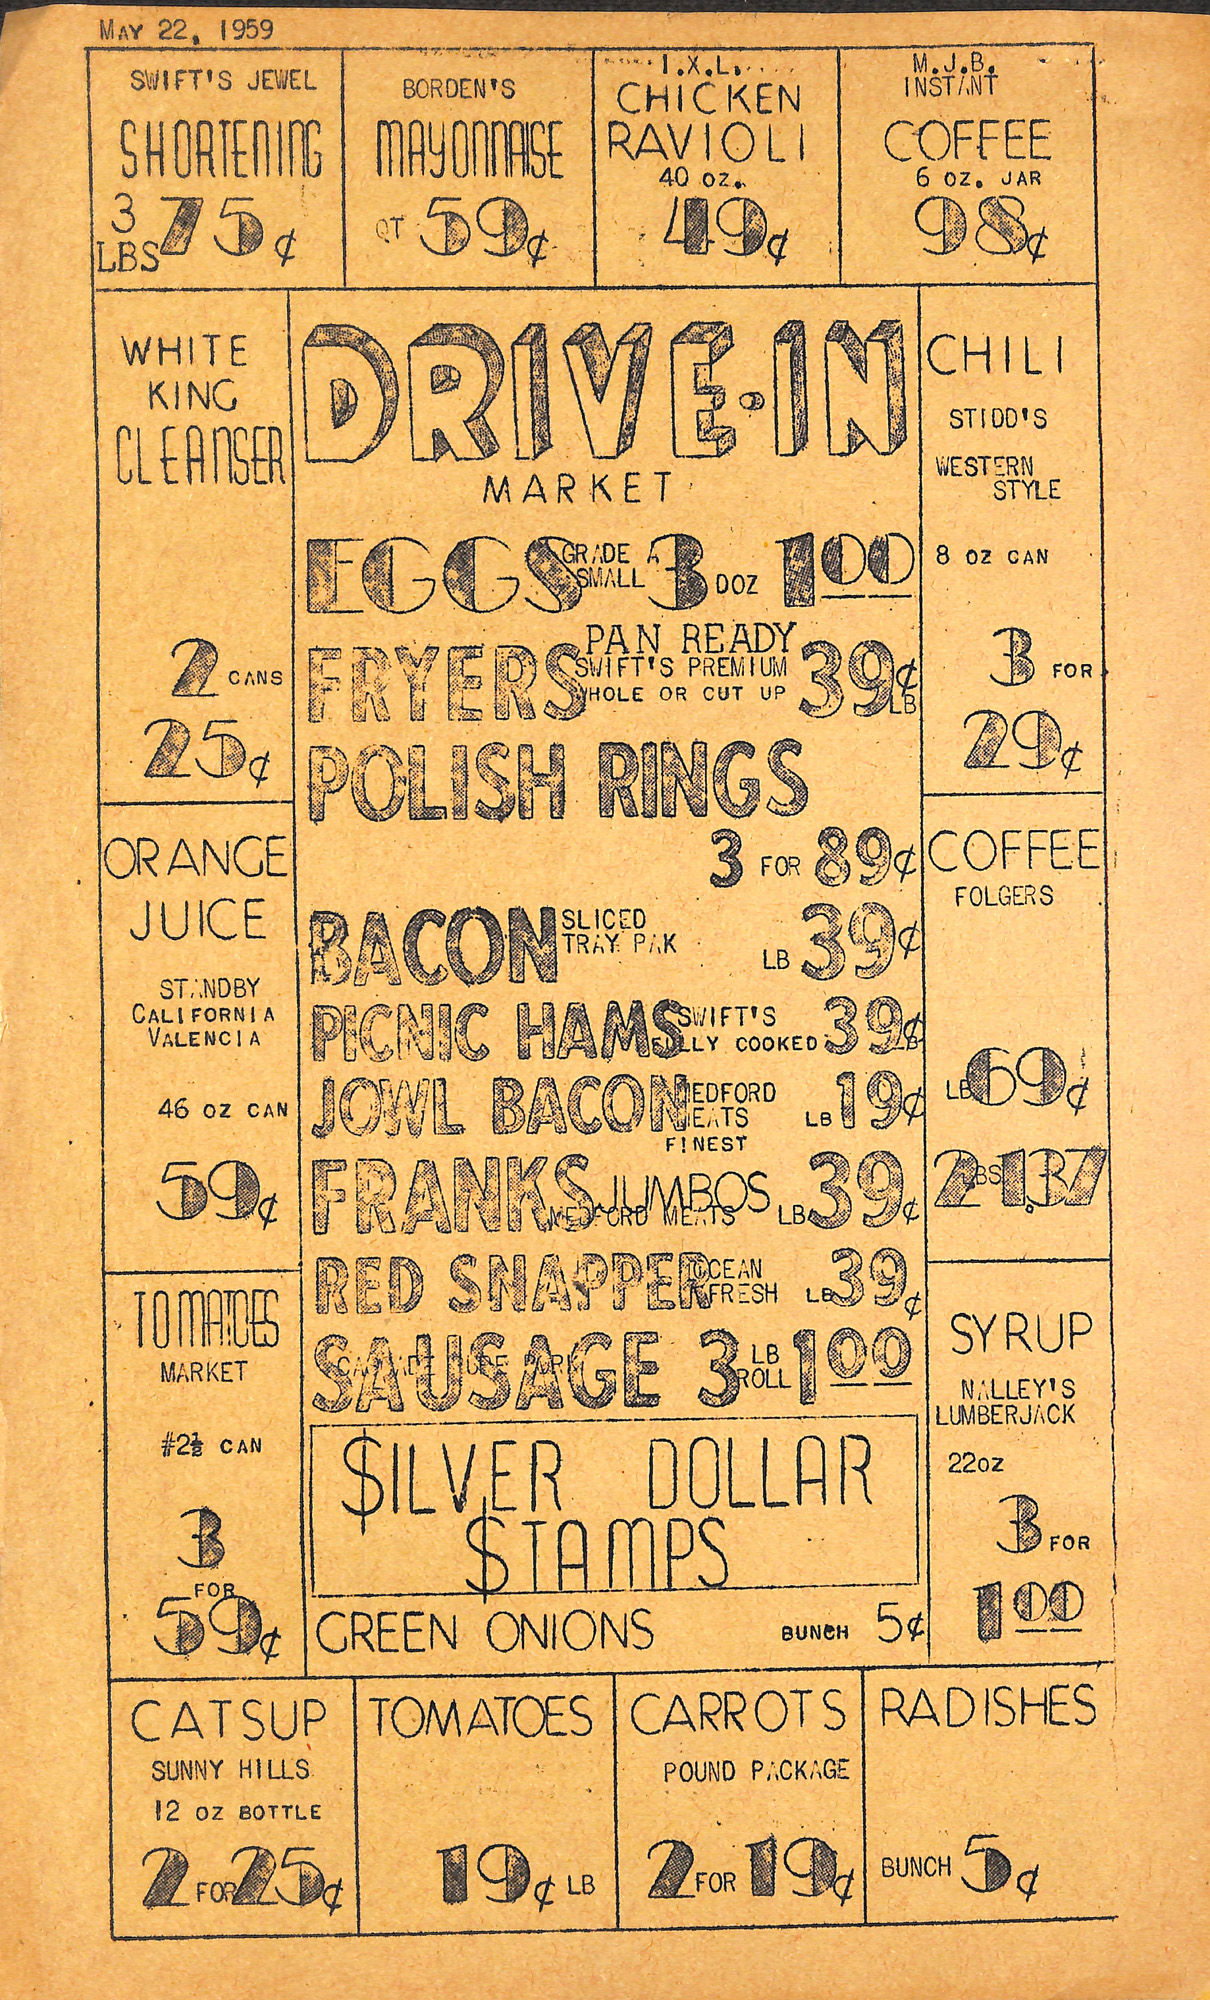 MAY 22, 1959
SWIFT'S JEWEL
SHORTENING
3 LBS 75¢
BORDEN'S
MAYONNAISE
QT 59¢
I.X.L.
CHICKEN
RAVIOLI
40 OZ.
49¢
M.J.B.
INSTANT
COFFEE
6 OZ. JAR
98¢
WHITE
KING
CLEANSER
2 CANS
25¢
ORANGE
JUICE
STANDBY
CALIFORNIA
VALENCIA
46 OZ CAN
59¢
TOMATOES
MARKET
#2½ CAN
3
FOR
59¢
DRIVE-IN
MARKET
EGGS GRADE A SMALL 3 DOZ 1.00
FRYERS PAN READY SWIFT'S PREMIUM WHOLE OR CUT UP 39¢ LB
POLISH RINGS
3 FOR 89¢
BACON SLICED TRAY PAK LB 39¢
PICNIC HAMS SWIFT'S FULLY COOKED 39¢ LB
JOWL BACON MEDFORD MEATS FINEST LB 19¢
FRANKS JUMBOS MEDFORD MEATS LB 39¢
RED SNAPPER OCEAN FRESH LB 39¢
SAUSAGE CASCADE PURE PORK 3 LB ROLL 1.00
$ILVER DOLLAR
$TAMPS
GREEN ONIONS BUNCH 5¢
CHILI
STIDD'S
WESTERN
STYLE
8 OZ CAN
3 FOR
29¢
COFFEE
FOLGERS
LB 69¢
2 LBS 1.37
SYRUP
NALLEY'S
LUMBERJACK
22OZ
3 FOR
1.00
CATSUP
SUNNY HILLS
12 OZ BOTTLE
2 FOR 25¢
TOMATOES
19¢ LB
CARROTS
POUND PACKAGE
2 FOR 19¢
RADISHES
BUNCH 5¢